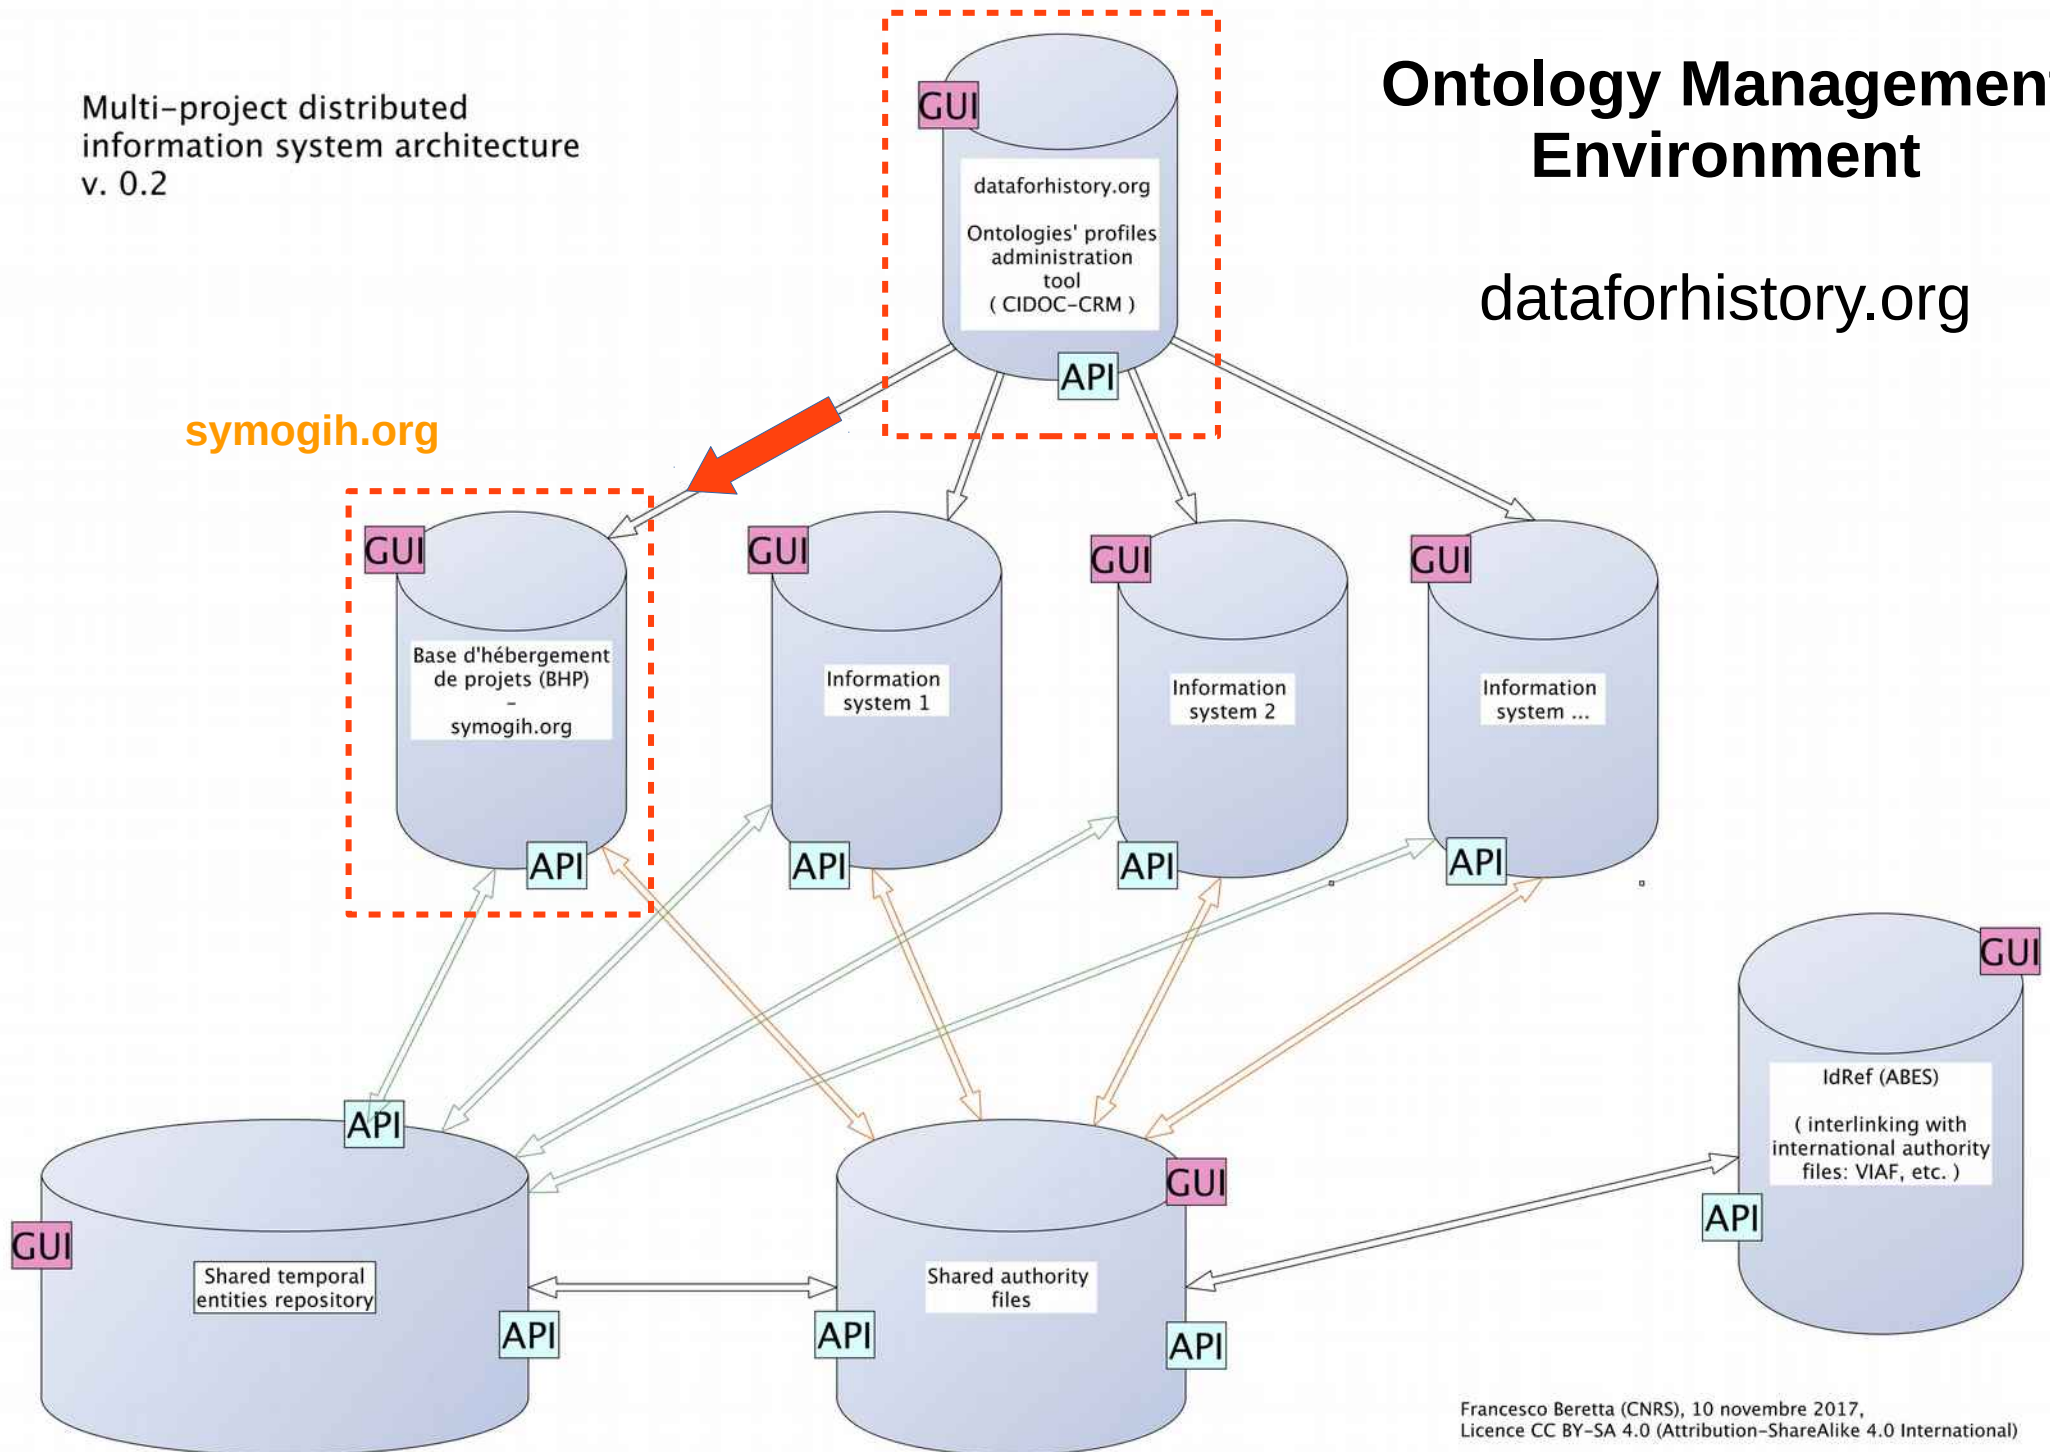 Multi-project distributed
information system architecture
v. 0.2
Ontology Management
Environment
dataforhistory.org
GUI
dataforhistory.org
Ontologies' profiles
administration
tool
( CIDOC-CRM )
API
symogih.org
GUI
Base d'hébergement
de projets (BHP)
–
symogih.org
API
GUI
Information
system 1
API
GUI
Information
system 2
API
GUI
Information
system ...
API
API
GUI
Shared temporal
entities repository
API
GUI
Shared authority
files
API
API
GUI
IdRef (ABES)
( interlinking with
international authority
files: VIAF, etc. )
API
Francesco Beretta (CNRS), 10 novembre 2017,
Licence CC BY-SA 4.0 (Attribution-ShareAlike 4.0 International)